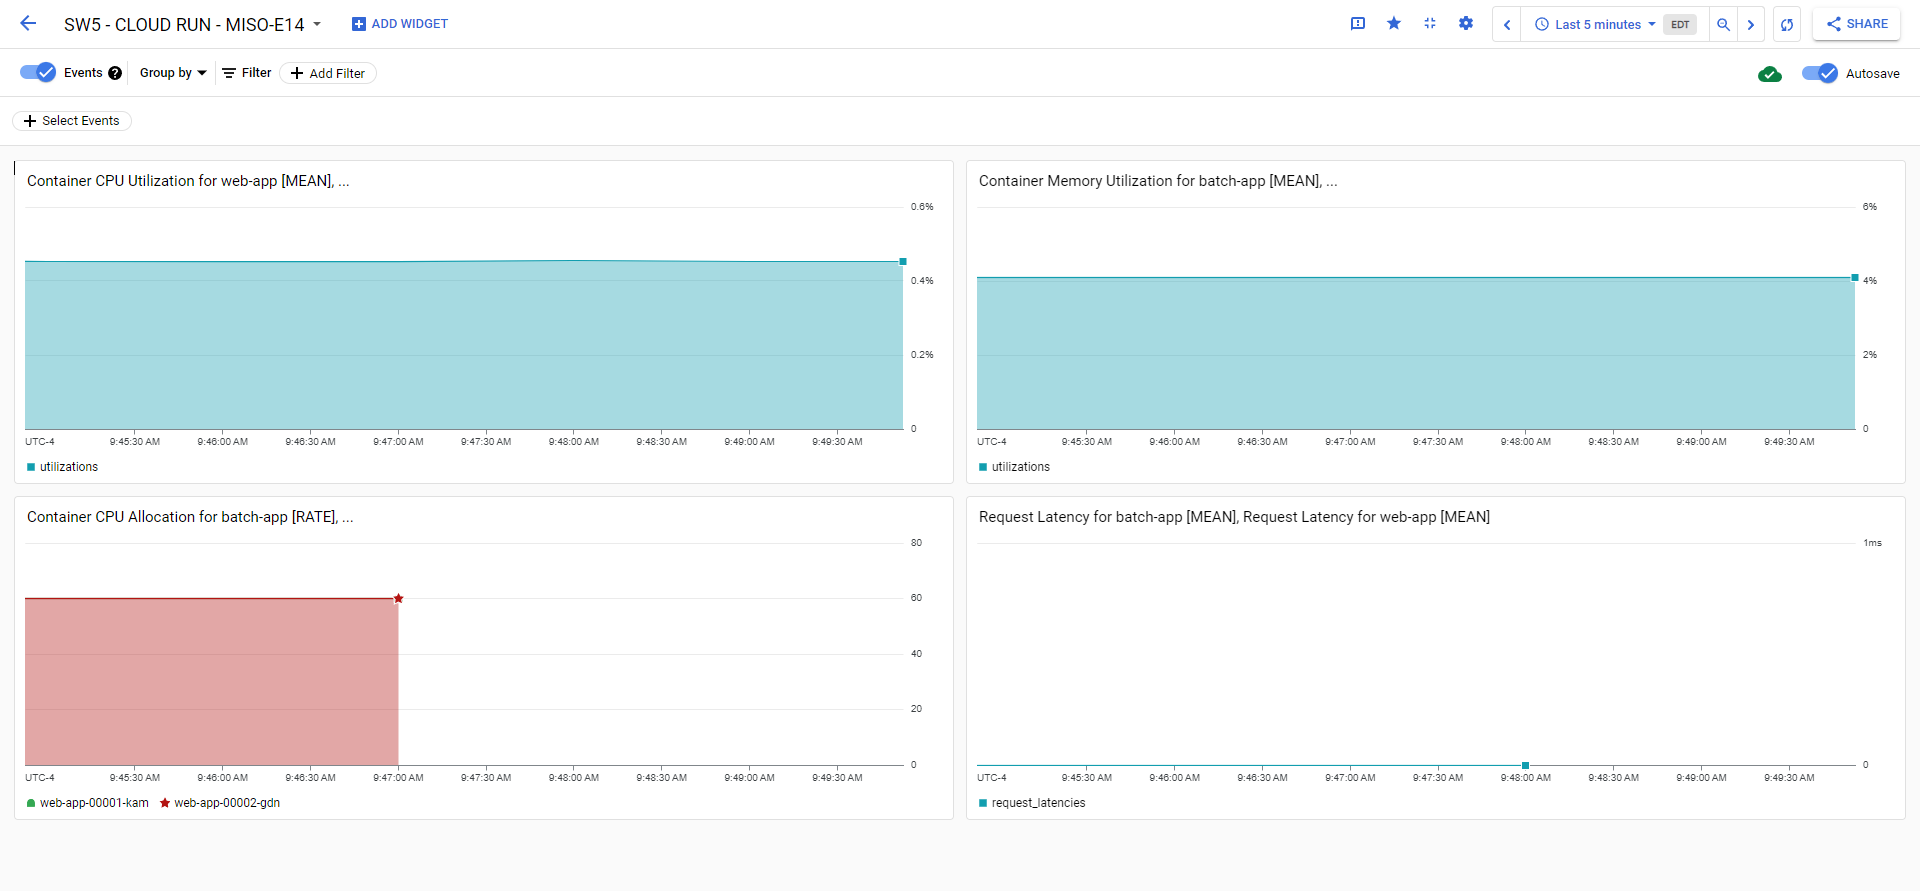 SW5 - CLOUD RUN - MISO-E14
ADD WIDGET
Last 5 minutes EDT
SHARE
Events ? Group by Filter Add Filter
Autosave
Select Events
Container CPU Utilization for web-app [MEAN], ...
0.6%
0.4%
0.2%
0
UTC-4 9:45:30 AM 9:46:00 AM 9:46:30 AM 9:47:00 AM 9:47:30 AM 9:48:00 AM 9:48:30 AM 9:49:00 AM 9:49:30 AM
utilizations
Container Memory Utilization for batch-app [MEAN], ...
6%
4%
2%
0
UTC-4 9:45:30 AM 9:46:00 AM 9:46:30 AM 9:47:00 AM 9:47:30 AM 9:48:00 AM 9:48:30 AM 9:49:00 AM 9:49:30 AM
utilizations
Container CPU Allocation for batch-app [RATE], ...
80
60
40
20
0
UTC-4 9:45:30 AM 9:46:00 AM 9:46:30 AM 9:47:00 AM 9:47:30 AM 9:48:00 AM 9:48:30 AM 9:49:00 AM 9:49:30 AM
web-app-00001-kam web-app-00002-gdn
Request Latency for batch-app [MEAN], Request Latency for web-app [MEAN]
1ms
0
UTC-4 9:45:30 AM 9:46:00 AM 9:46:30 AM 9:47:00 AM 9:47:30 AM 9:48:00 AM 9:48:30 AM 9:49:00 AM 9:49:30 AM
request_latencies